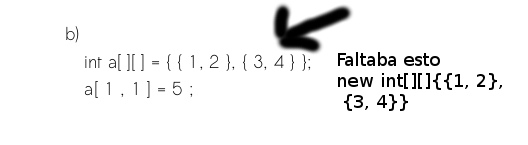 b)
int a[ ][ ] = { { 1, 2 }, { 3, 4 } };
a[ 1 , 1 ] = 5 ;
Faltaba esto
new int[][]{{1, 2},
{3, 4}}